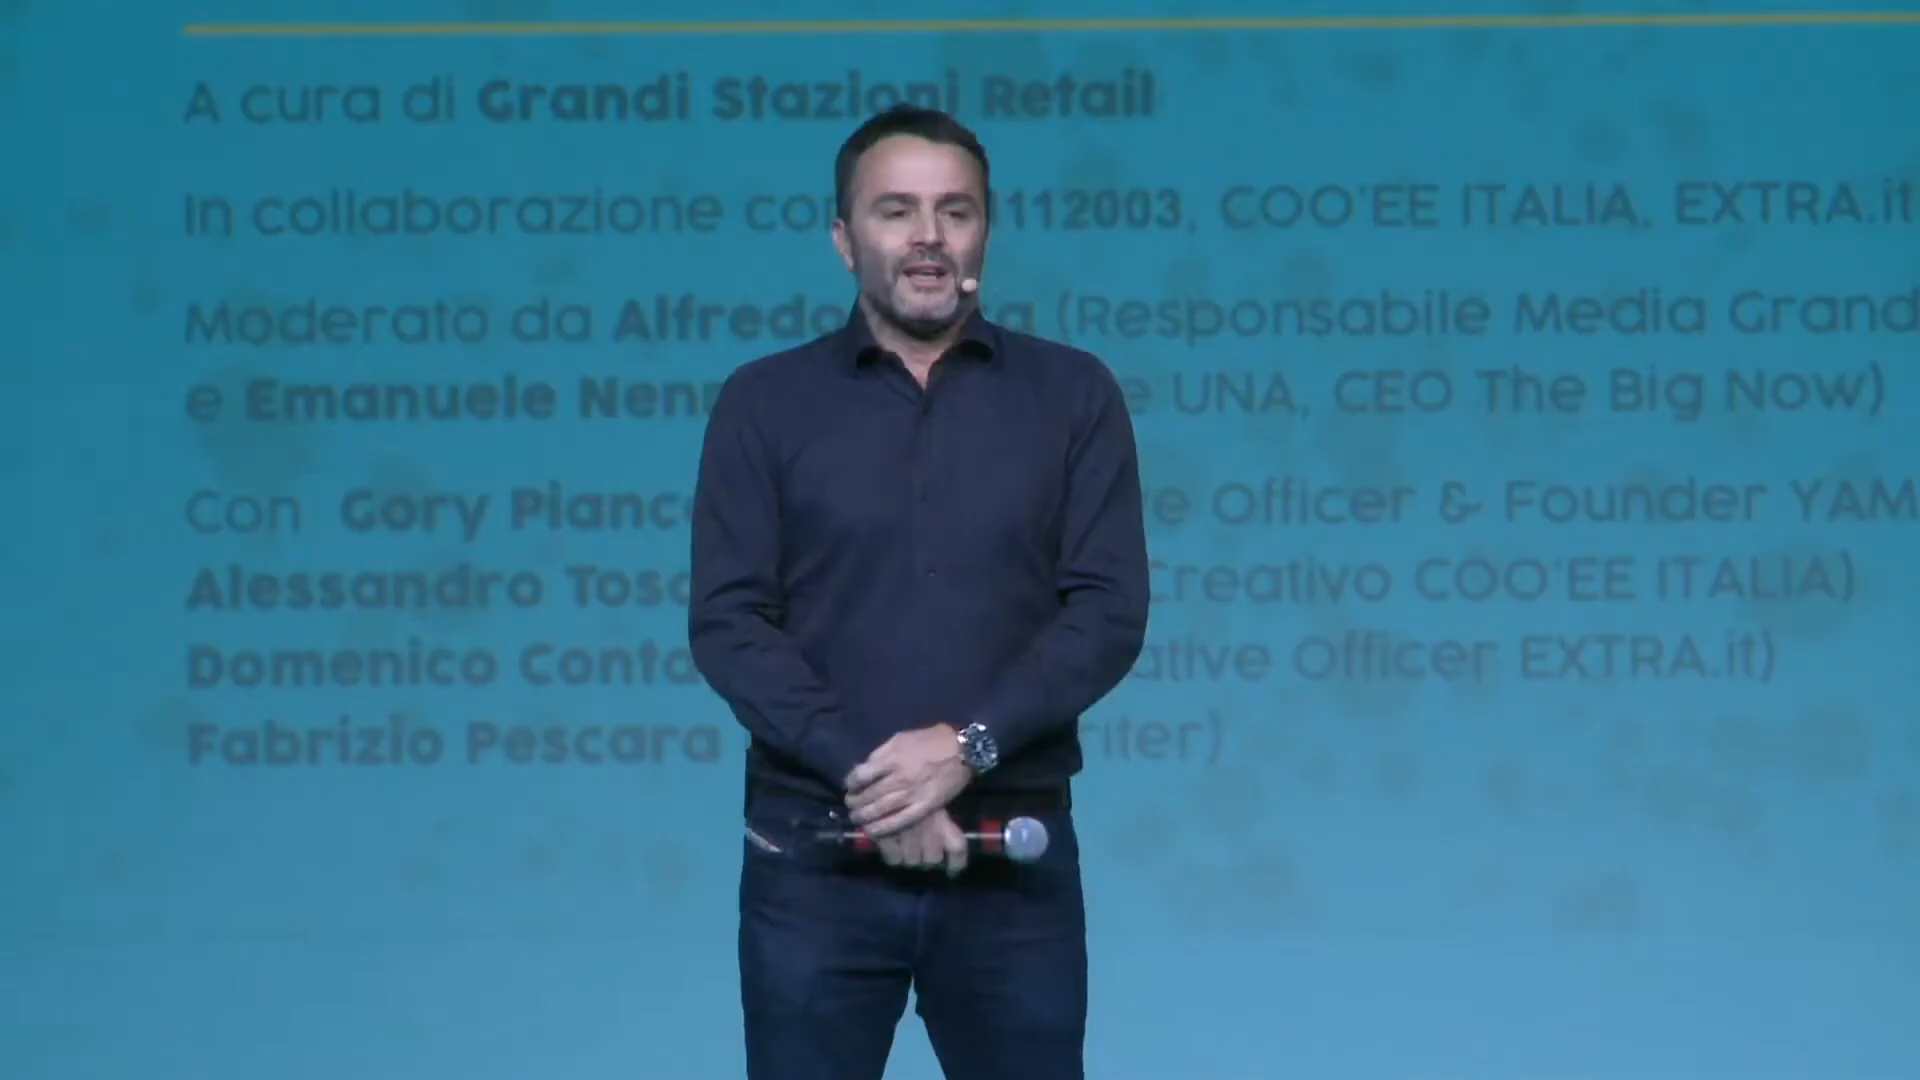 A cura di Grandi Stazioni Retail
In collaborazione con 112003, COO'EE ITALIA, EXTRA.it
Moderato da Alfredo (Responsabile Media Grand
e Emanuele UNA, CEO The Big Now)
Con Gory Officer & Founder YAM
Alessandro Creativo COO'EE ITALIA)
Domenico Officer EXTRA.it)
Fabrizio Pescara